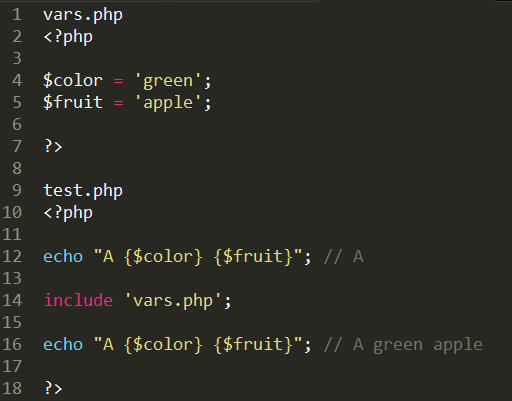 1 vars.php
2 <?php
3
4 $color = 'green';
5 $fruit = 'apple';
6
7 ?>
8
9 test.php
10 <?php
11
12 echo "A {$color} {$fruit}"; // A
13
14 include 'vars.php';
15
16 echo "A {$color} {$fruit}"; // A green apple
17
18 ?>